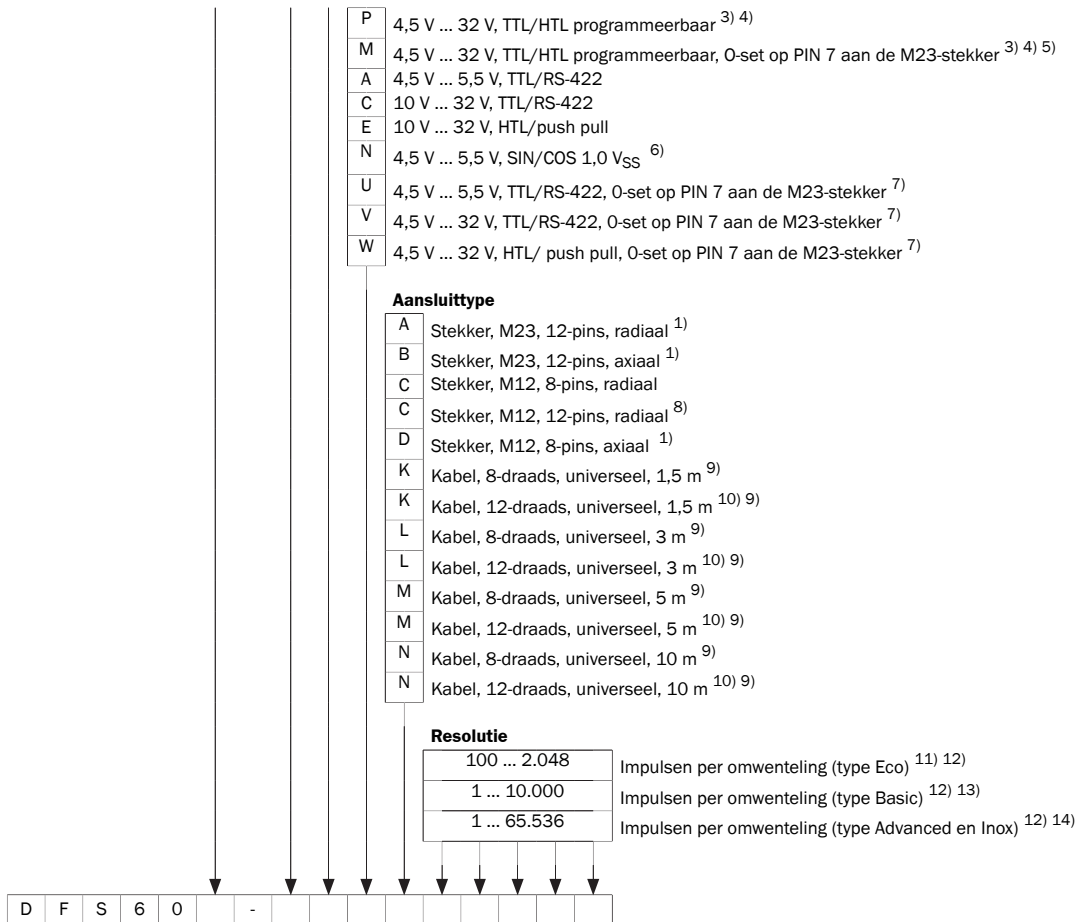 P 4,5 V ... 32 V, TTL/HTL programmeerbaar 3) 4)
M 4,5 V ... 32 V, TTL/HTL programmeerbaar, 0-set op PIN 7 aan de M23-stekker 3) 4) 5)
A 4,5 V ... 5,5 V, TTL/RS-422
C 10 V ... 32 V, TTL/RS-422
E 10 V ... 32 V, HTL/push pull
N 4,5 V ... 5,5 V, SIN/COS 1,0 VSS 6)
U 4,5 V ... 5,5 V, TTL/RS-422, 0-set op PIN 7 aan de M23-stekker 7)
V 4,5 V ... 32 V, TTL/RS-422, 0-set op PIN 7 aan de M23-stekker 7)
W 4,5 V ... 32 V, HTL/ push pull, 0-set op PIN 7 aan de M23-stekker 7)
Aansluittype
A Stekker, M23, 12-pins, radiaal 1)
B Stekker, M23, 12-pins, axiaal 1)
C Stekker, M12, 8-pins, radiaal
C Stekker, M12, 12-pins, radiaal 8)
D Stekker, M12, 8-pins, axiaal 1)
K Kabel, 8-draads, universeel, 1,5 m 9)
K Kabel, 12-draads, universeel, 1,5 m 10) 9)
L Kabel, 8-draads, universeel, 3 m 9)
L Kabel, 12-draads, universeel, 3 m 10) 9)
M Kabel, 8-draads, universeel, 5 m 9)
M Kabel, 12-draads, universeel, 5 m 10) 9)
N Kabel, 8-draads, universeel, 10 m 9)
N Kabel, 12-draads, universeel, 10 m 10) 9)
Resolutie
100 ... 2.048 Impulsen per omwenteling (type Eco) 11) 12)
1 ... 10.000 Impulsen per omwenteling (type Basic) 12) 13)
1 ... 65.536 Impulsen per omwenteling (type Advanced en Inox) 12) 14)
D F S 6 0 -